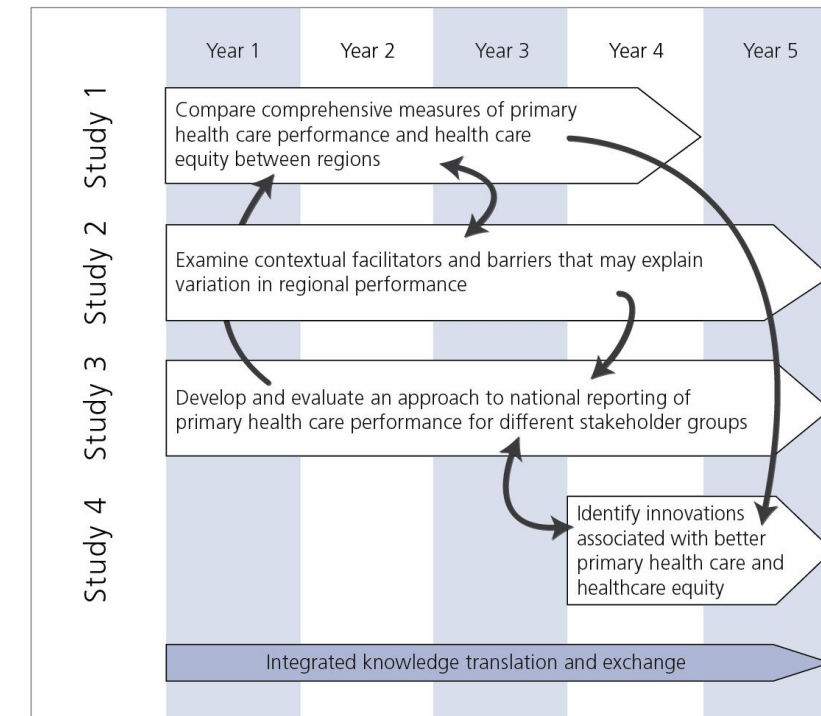 Year 1
Year 2
Year 3
Year 4
Year 5
Study 1
Compare comprehensive measures of primary
health care performance and health care
equity between regions
Study 2
Examine contextual facilitators and barriers that may explain
variation in regional performance
Study 3
Develop and evaluate an approach to national reporting of
primary health care performance for different stakeholder groups
Study 4
Identify innovations
associated with better
primary health care and
healthcare equity
Integrated knowledge translation and exchange